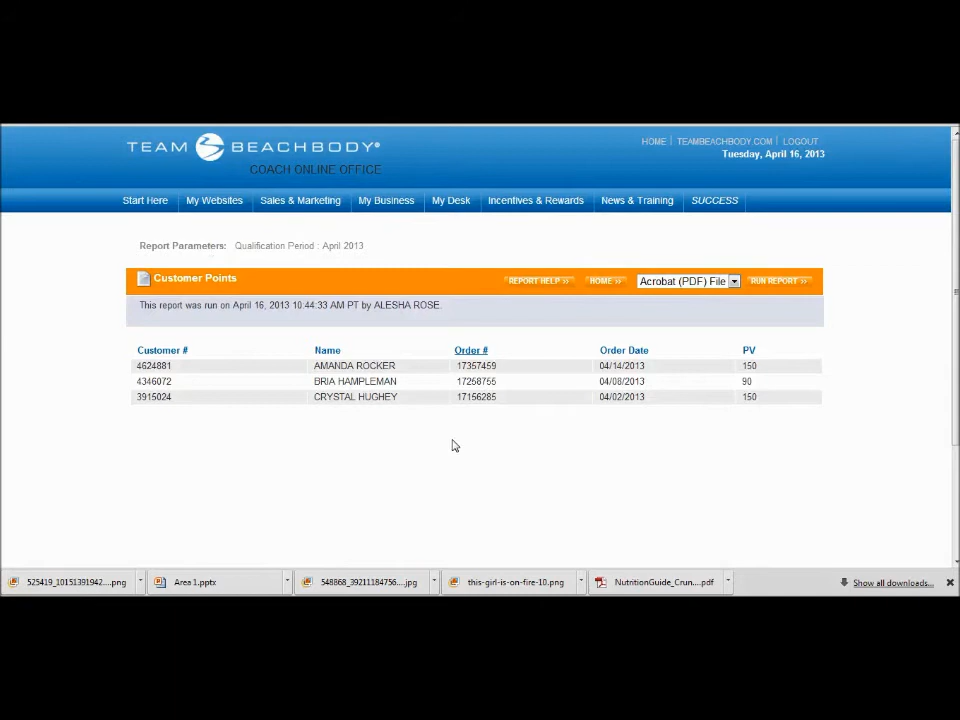 TEAM BEACHBODY®
COACH ONLINE OFFICE
HOME | TEAMBEACHBODY.COM | LOGOUT
Tuesday, April 16, 2013
Start Here My Websites Sales & Marketing My Business My Desk Incentives & Rewards News & Training SUCCESS
Report Parameters: Qualification Period : April 2013
Customer Points REPORT HELP >> HOME >> Acrobat (PDF) File RUN REPORT >>
This report was run on April 16, 2013 10:44:33 AM PT by ALESHA ROSE.
Customer # Name Order # Order Date PV
4624881 AMANDA ROCKER 17357459 04/14/2013 150
4346072 BRIA HAMPLEMAN 17258755 04/08/2013 90
3915024 CRYSTAL HUGHEY 17156285 04/02/2013 150
525419_10151391942....png Area 1.pptx 548868_39211184756....jpg this-girl-is-on-fire-10.png NutritionGuide_Crun....pdf Show all downloads...